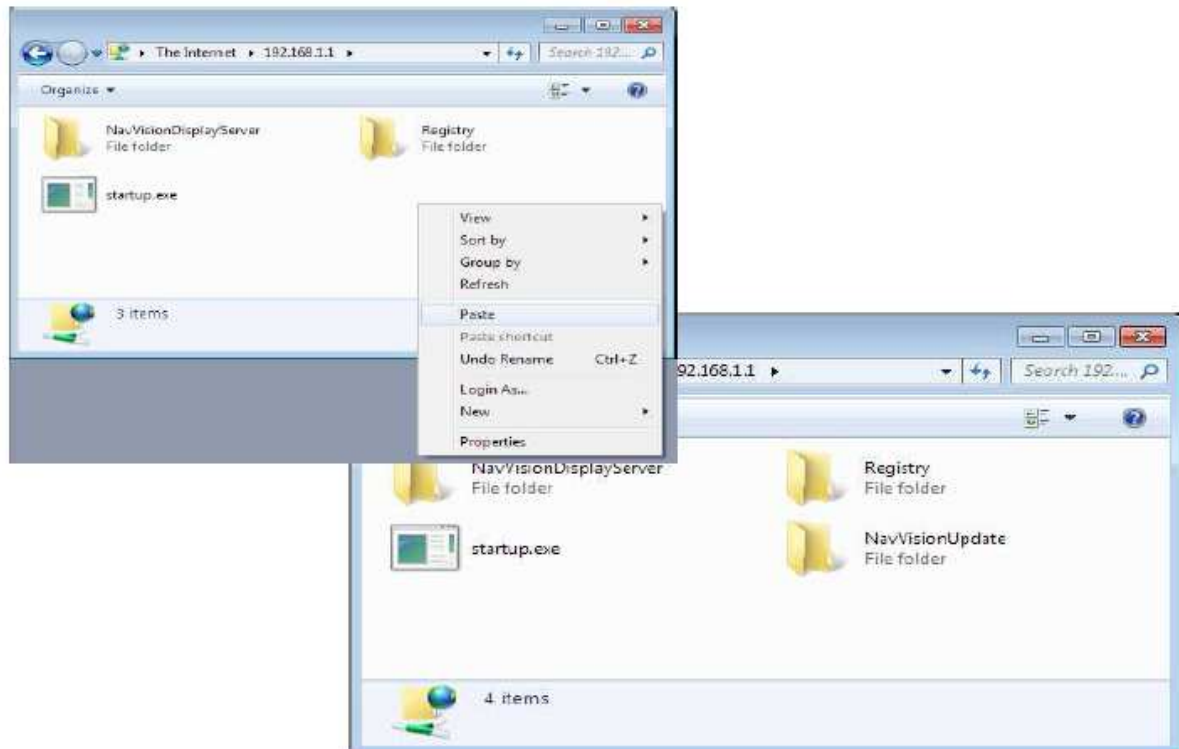 The Internet ▸ 192.168.1.1 ▸
Search 192...
Organize
NavVisionDisplayServer
File folder
Registry
File folder
startup.exe
3 items
View
Sort by
Group by
Refresh
Paste
Paste shortcut
Undo Rename Ctrl+Z
Login As...
New
Properties
92.168.1.1 ▸
Search 192...
NavVisionDisplayServer
File folder
Registry
File folder
startup.exe
NavVisionUpdate
File folder
4 items